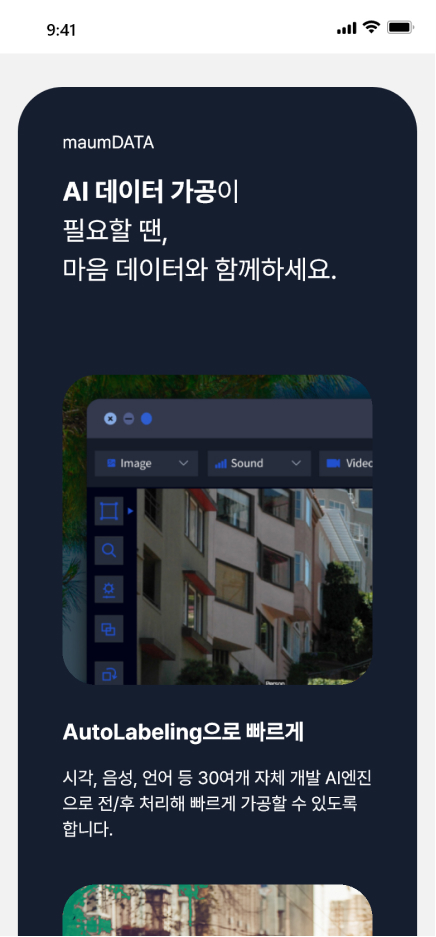 9:41
maumDATA
AI 데이터 가공이
필요할 땐,
마음 데이터와 함께하세요.
Image
Sound
Video
Person
AutoLabeling으로 빠르게
시각, 음성, 언어 등 30여개 자체 개발 AI엔진
으로 전/후 처리해 빠르게 가공할 수 있도록
합니다.